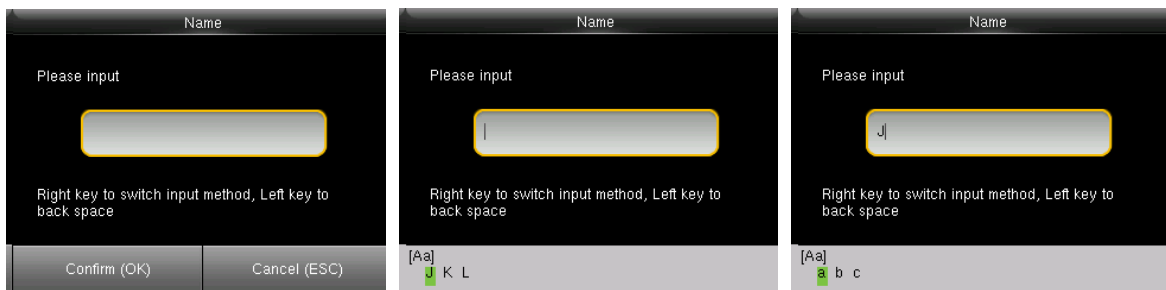 Name
Please input
Right key to switch input method, Left key to
back space
Confirm (OK)
Cancel (ESC)
Name
Please input
Right key to switch input method, Left key to
back space
[Aa]
J K L
Name
Please input
J
Right key to switch input method, Left key to
back space
[Aa]
a b c